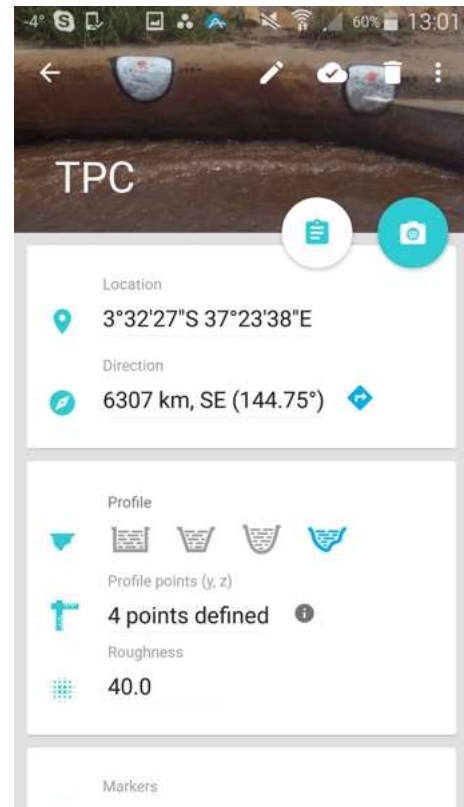 -4° 60% 13:01
TPC
Location
3°32'27"S 37°23'38"E
Direction
6307 km, SE (144.75°)
Profile
Profile points (y, z)
4 points defined
Roughness
40.0
Markers